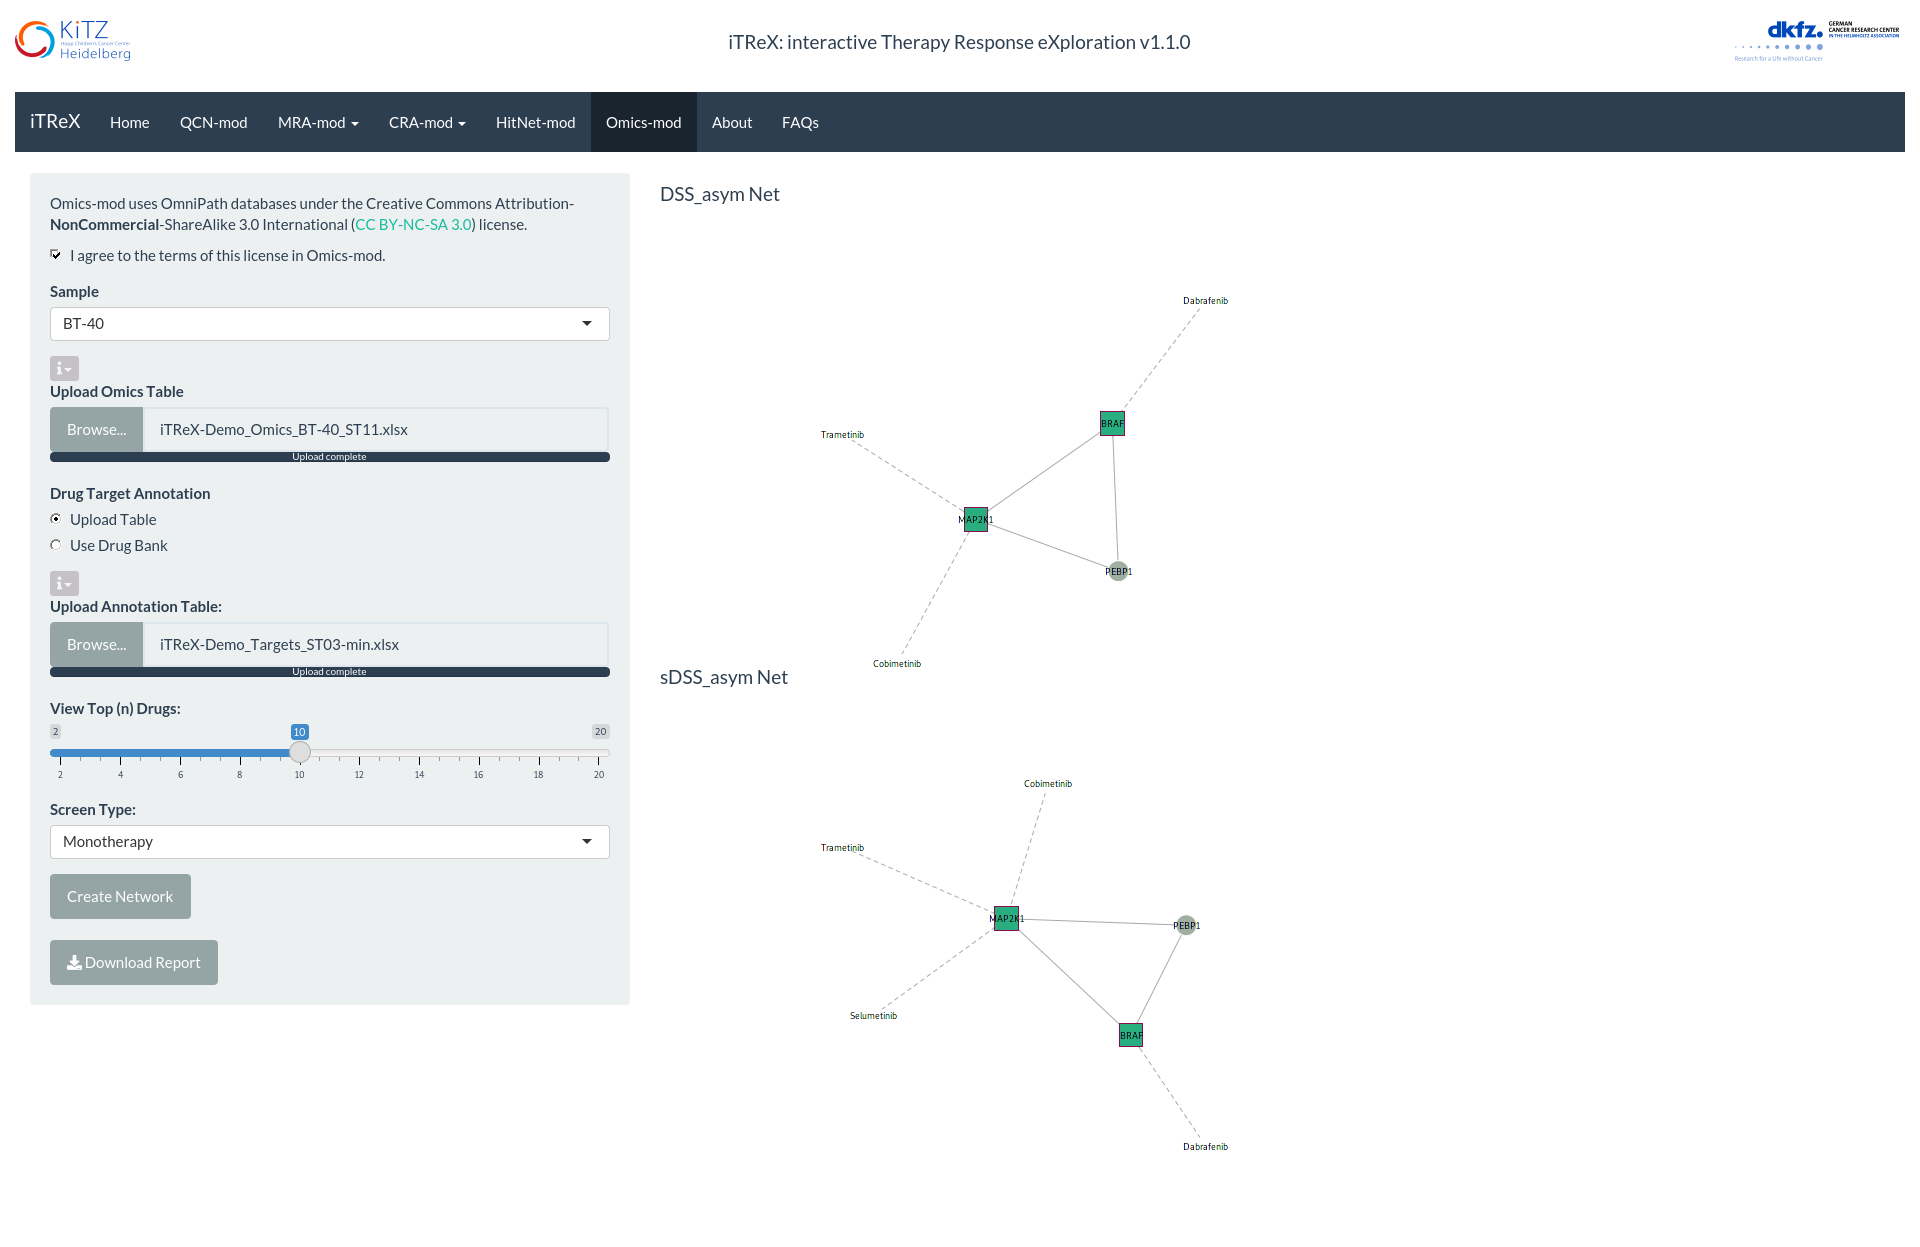 KiTZ
Hopp Children's Cancer Center
Heidelberg
iTReX: interactive Therapy Response eXploration v1.1.0
dkfz.
GERMAN
CANCER RESEARCH CENTER
IN THE HELMHOLTZ ASSOCIATION
Research for a Life without Cancer
iTReX Home QCN-mod MRA-mod CRA-mod HitNet-mod Omics-mod About FAQs
Omics-mod uses OmniPath databases under the Creative Commons Attribution-
NonCommercial-ShareAlike 3.0 International (CC BY-NC-SA 3.0) license.
I agree to the terms of this license in Omics-mod.
Sample
BT-40
Upload Omics Table
Browse... iTReX-Demo_Omics_BT-40_ST11.xlsx
Upload complete
Drug Target Annotation
Upload Table
Use Drug Bank
Upload Annotation Table:
Browse... iTReX-Demo_Targets_ST03-min.xlsx
Upload complete
View Top (n) Drugs:
2 10 20
2 4 6 8 10 12 14 16 18 20
Screen Type:
Monotherapy
Create Network
Download Report
DSS_asym Net
Dabrafenib
BRAF
Trametinib
MAP2K1
PEBP1
Cobimetinib
sDSS_asym Net
Cobimetinib
Trametinib
MAP2K1
PEBP1
Selumetinib
BRAF
Dabrafenib